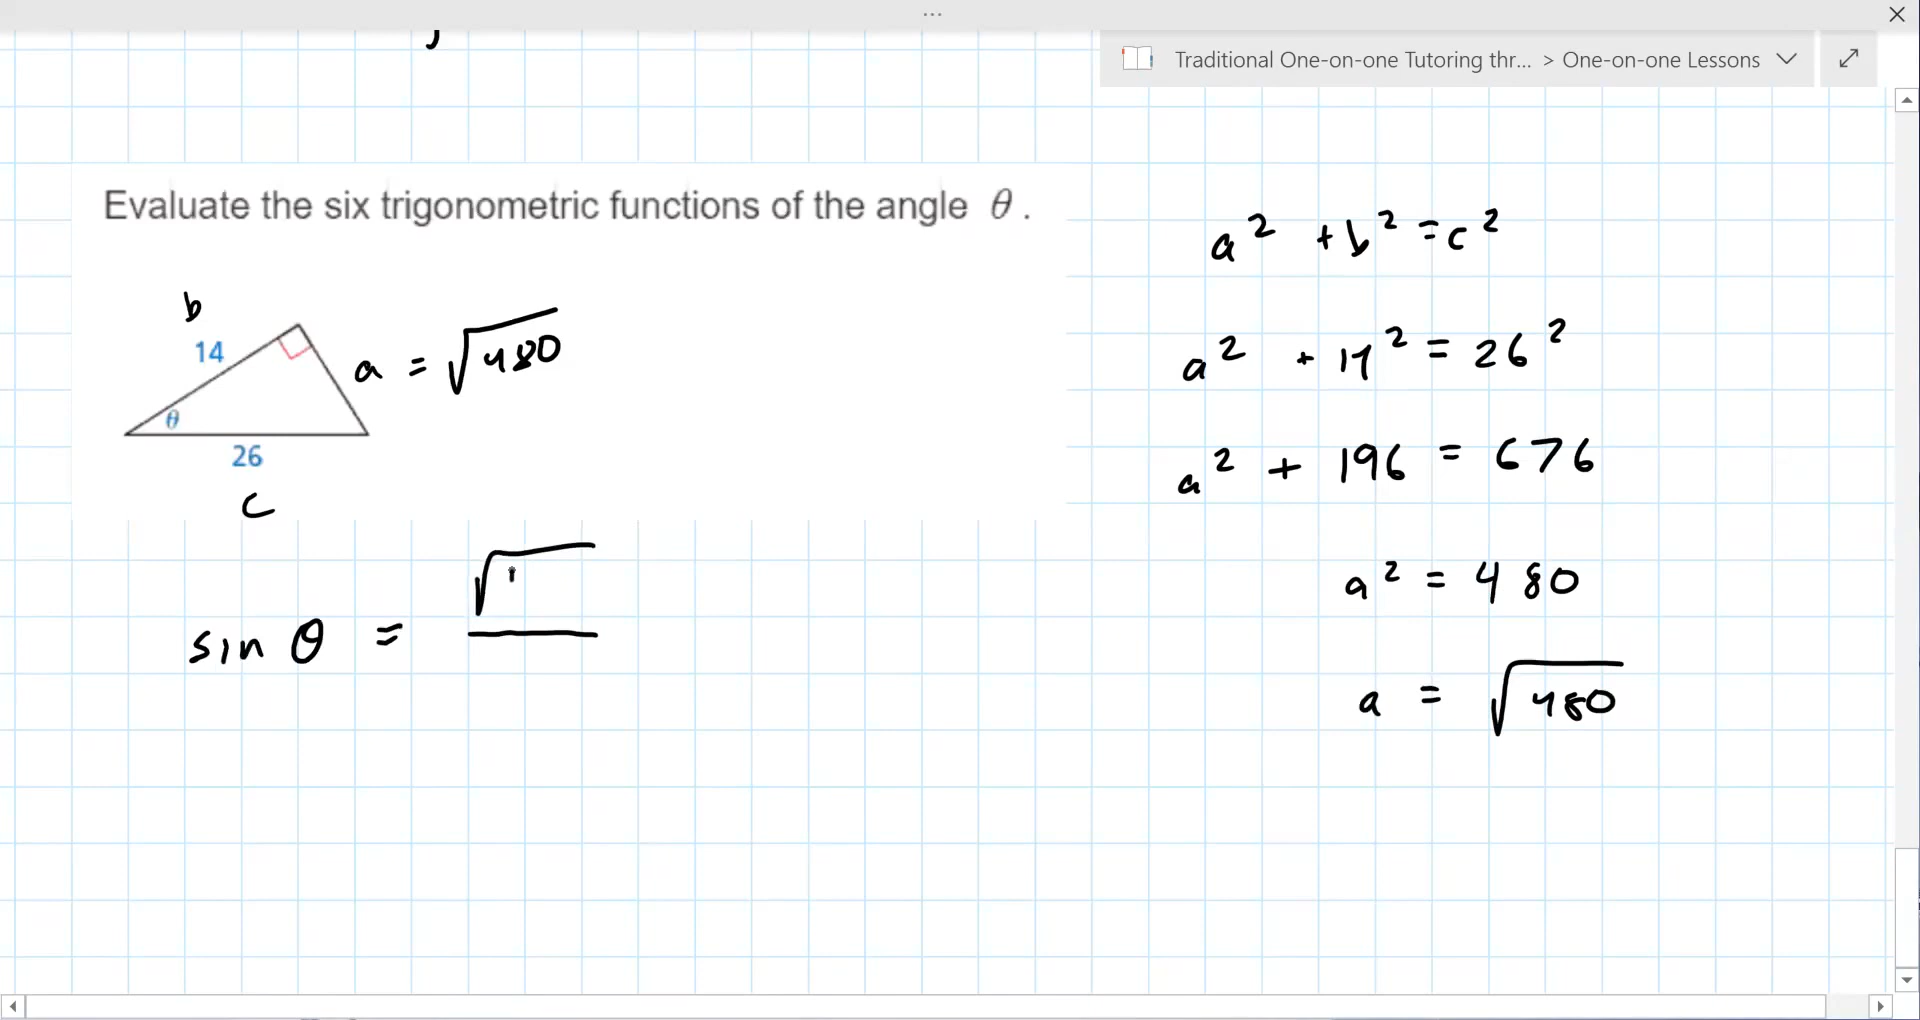 ...
Traditional One-on-one Tutoring thr... > One-on-one Lessons
Evaluate the six trigonometric functions of the angle θ .
b
14
a = √480
θ
26
c
sin θ = √
a² + b² = c²
a² + 14² = 26²
a² + 196 = 676
a² = 480
a = √480